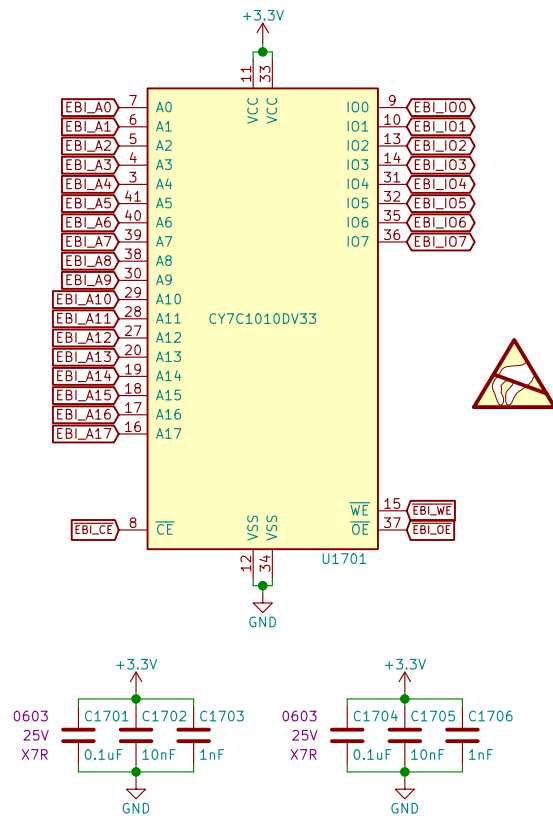 +3.3V
11 33
VCC VCC
EBI_A0 7 A0 IO0 9 EBI_IO0
EBI_A1 6 A1 IO1 10 EBI_IO1
EBI_A2 5 A2 IO2 13 EBI_IO2
EBI_A3 4 A3 IO3 14 EBI_IO3
EBI_A4 3 A4 IO4 31 EBI_IO4
EBI_A5 41 A5 IO5 32 EBI_IO5
EBI_A6 40 A6 IO6 35 EBI_IO6
EBI_A7 39 A7 IO7 36 EBI_IO7
EBI_A8 38 A8
EBI_A9 30 A9
EBI_A10 29 A10
EBI_A11 28 A11 CY7C1010DV33
EBI_A12 27 A12
EBI_A13 20 A13
EBI_A14 19 A14
EBI_A15 18 A15
EBI_A16 17 A16
EBI_A17 16 A17
WE 15 EBI_WE
EBI_CE 8 CE OE 37 EBI_OE
VSS VSS
12 34
U1701
GND
+3.3V +3.3V
0603 C1701 C1702 C1703 0603 C1704 C1705 C1706
25V 25V
X7R 0.1uF 10nF 1nF X7R 0.1uF 10nF 1nF
GND GND